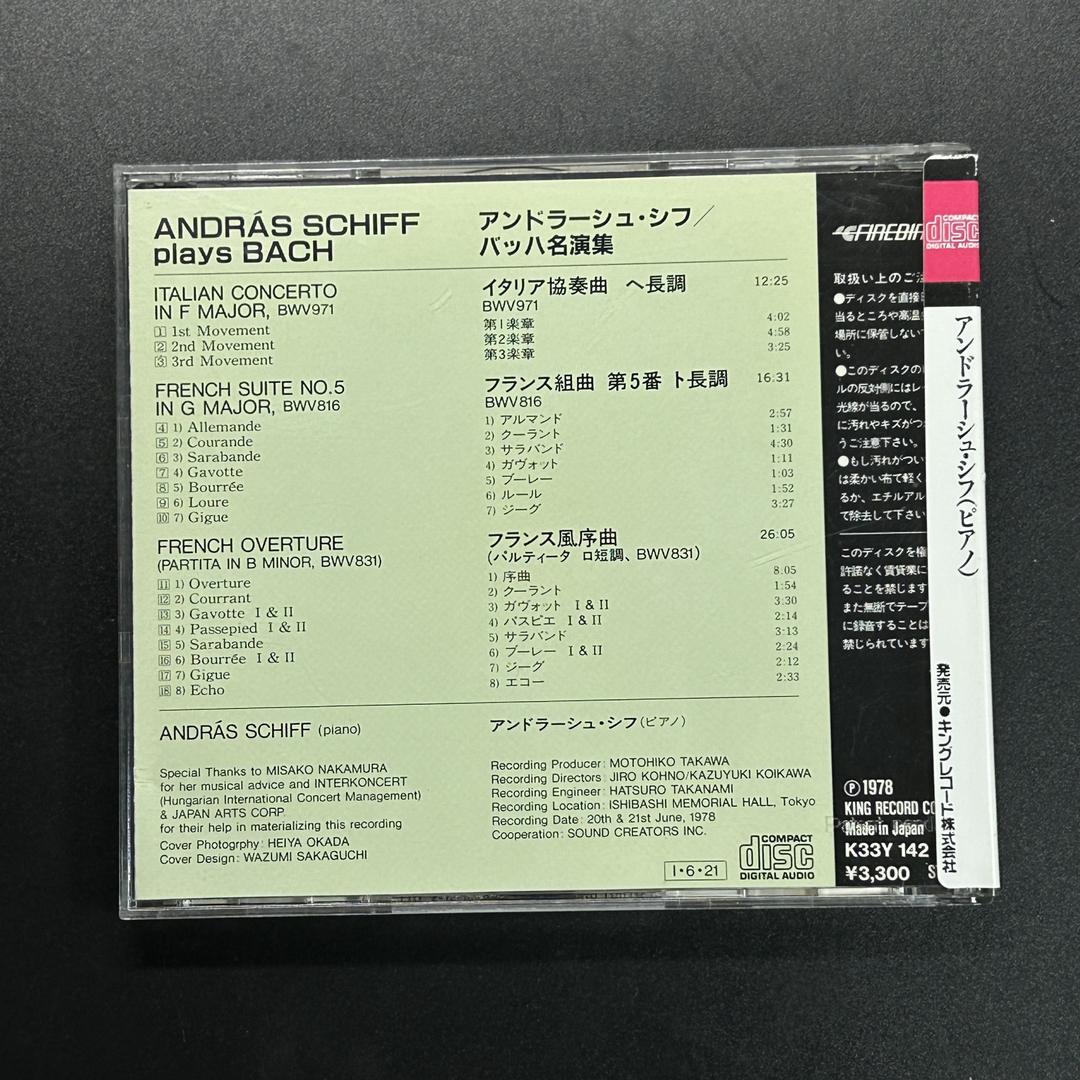 ANDRÁS SCHIFF
plays BACH
アンドラーシュ・シフ／
バッハ名演集
ITALIAN CONCERTO
IN F MAJOR, BWV971
1 1st Movement
2 2nd Movement
3 3rd Movement
イタリア協奏曲 ヘ長調 12:25
BWV971
第1楽章 4:02
第2楽章 4:58
第3楽章 3:25
FRENCH SUITE NO.5
IN G MAJOR, BWV816
4 1) Allemande
5 2) Courande
6 3) Sarabande
7 4) Gavotte
8 5) Bourrée
9 6) Loure
10 7) Gigue
フランス組曲 第5番 ト長調 16:31
BWV816
1) アルマンド 2:57
2) クーラント 1:31
3) サラバンド 4:30
4) ガヴォット 1:11
5) ブーレー 1:03
6) ルール 1:52
7) ジーグ 3:27
FRENCH OVERTURE
(PARTITA IN B MINOR, BWV831)
11 1) Overture
12 2) Courrant
13 3) Gavotte I & II
14 4) Passepied I & II
15 5) Sarabande
16 6) Bourrée I & II
17 7) Gigue
18 8) Echo
フランス風序曲 26:05
(パルティータ ロ短調、BWV831)
1) 序曲 8:05
2) クーラント 1:54
3) ガヴォット I & II 3:30
4) パスピエ I & II 2:14
5) サラバンド 3:13
6) ブーレー I & II 2:24
7) ジーグ 2:12
8) エコー 2:33
ANDRÁS SCHIFF (piano)
アンドラーシュ・シフ(ピアノ)
Special Thanks to MISAKO NAKAMURA
for her musical advice and INTERKONCERT
(Hungarian International Concert Management)
& JAPAN ARTS CORP.
for their help in materializing this recording
Cover Photogrphy: HEIYA OKADA
Cover Design: WAZUMI SAKAGUCHI
Recording Producer: MOTOHIKO TAKAWA
Recording Directors: JIRO KOHNO/KAZUYUKI KOIKAWA
Recording Engineer: HATSURO TAKANAMI
Recording Location: ISHIBASHI MEMORIAL HALL, Tokyo
Recording Date: 20th & 21st June, 1978
Cooperation: SOUND CREATORS INC.
I・6・21
COMPACT
disc
DIGITAL AUDIO
FIREBIR
取扱い上のご注
●ディスクを直接
当るところや高温
場所に保管しない
い。
●このディスクの
ルの反対側にはレ
光線が当るので、
に汚れやキズがつ
うご注意下さい。
●もし汚れがつい
は柔かい布で軽く
るか、エチルアル
で除去して下さい
このディスクを権
許諾なく賃貸業に
ることを禁じます
また無断でテープ
に録音することは
禁じられています
Ⓟ1978
KING RECORD CO
Made in Japan
K33Y 142
¥3,300
COMPACT
disc
DIGITAL AUDIO
アンドラーシュ・シフ(ピアノ)
発売元●キングレコード株式会社